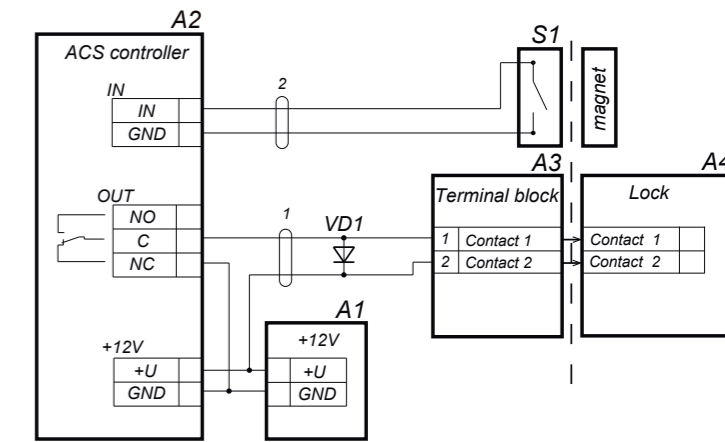 A2
ACS controller
IN
IN
GND
OUT
NO
C
NC
+12V
+U
GND
2
1
VD1
A1
+12V
+U
GND
S1
magnet
A3
Terminal block
1 Contact 1
2 Contact 2
A4
Lock
Contact 1
Contact 2